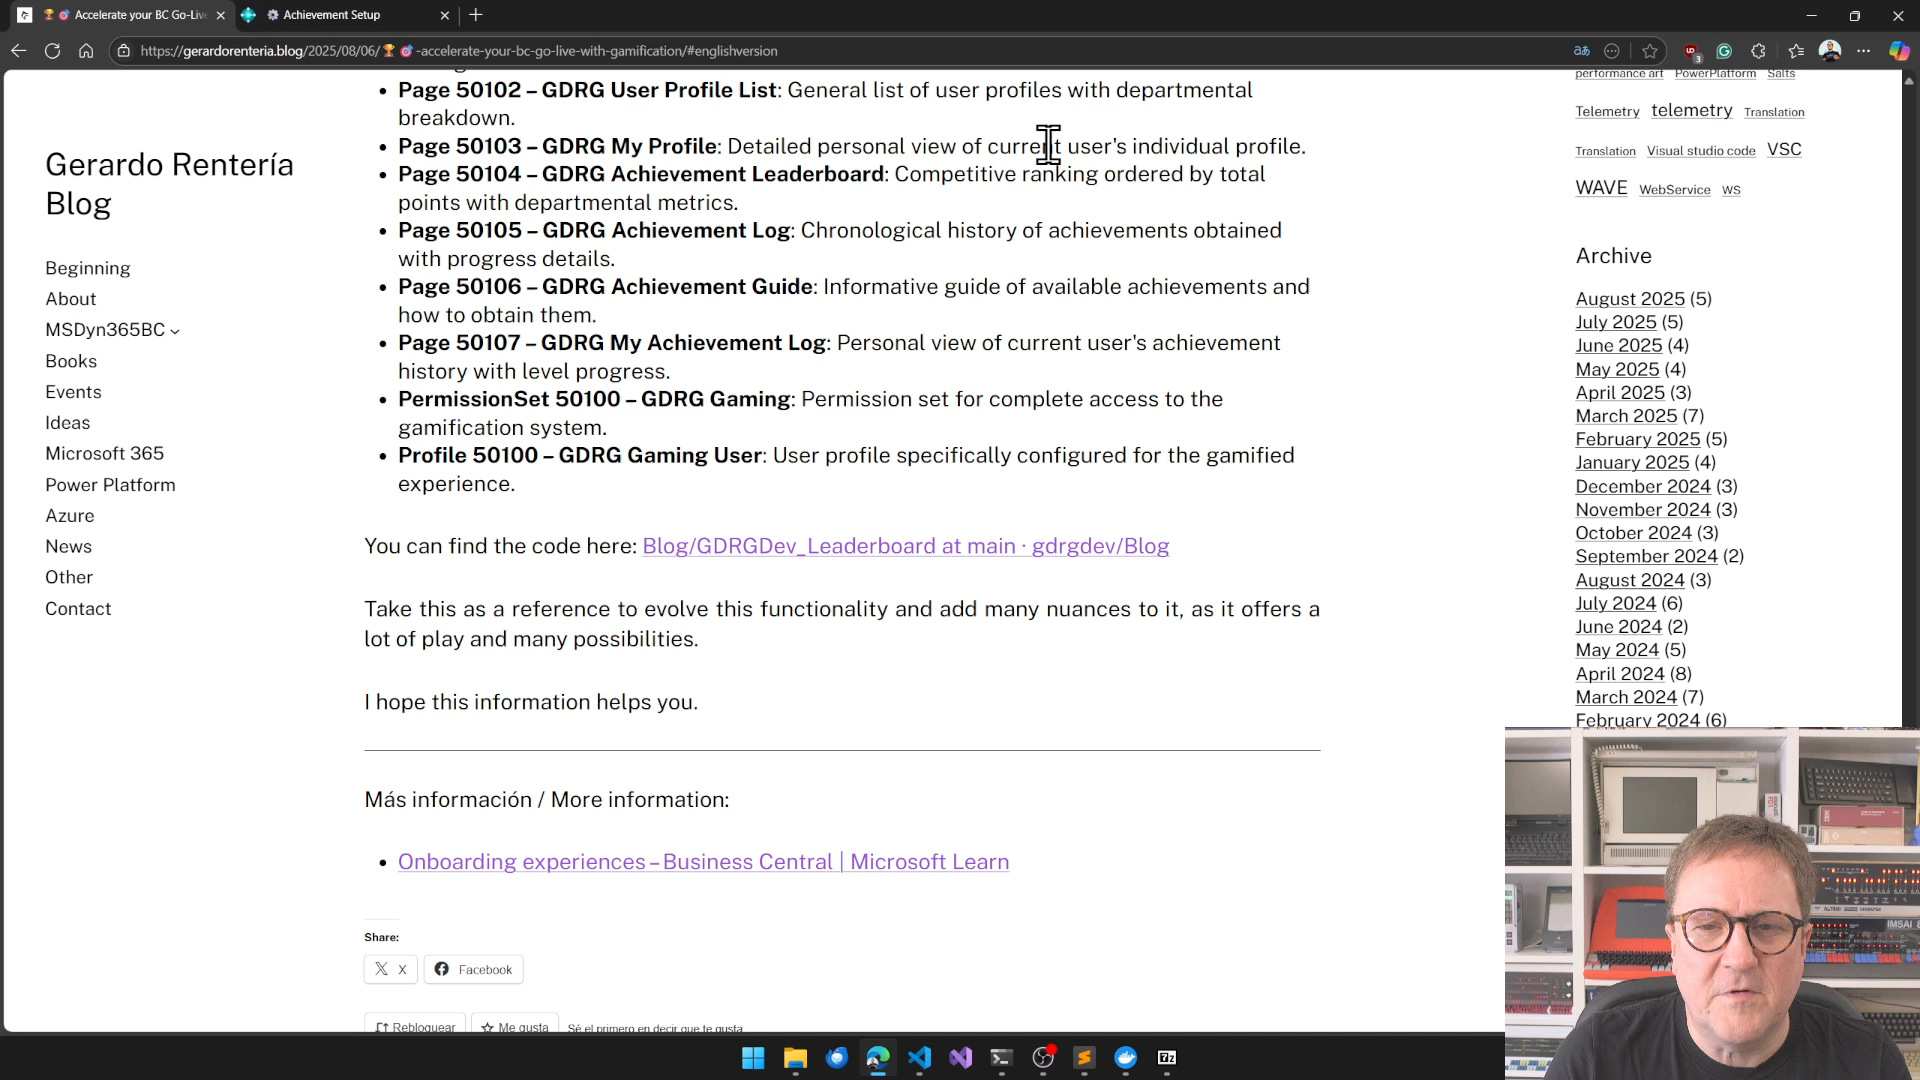 Accelerate your BC Go-Live
Achievement Setup
https://gerardorenteria.blog/2025/08/06/🏆🎯-accelerate-your-bc-go-live-with-gamification/#englishversion
Gerardo Rentería
Blog
Beginning
About
MSDyn365BC
Books
Events
Ideas
Microsoft 365
Power Platform
Azure
News
Other
Contact
• Page 50102 – GDRG User Profile List: General list of user profiles with departmental
breakdown.
• Page 50103 – GDRG My Profile: Detailed personal view of current user's individual profile.
• Page 50104 – GDRG Achievement Leaderboard: Competitive ranking ordered by total
points with departmental metrics.
• Page 50105 – GDRG Achievement Log: Chronological history of achievements obtained
with progress details.
• Page 50106 – GDRG Achievement Guide: Informative guide of available achievements and
how to obtain them.
• Page 50107 – GDRG My Achievement Log: Personal view of current user's achievement
history with level progress.
• PermissionSet 50100 – GDRG Gaming: Permission set for complete access to the
gamification system.
• Profile 50100 – GDRG Gaming User: User profile specifically configured for the gamified
experience.
You can find the code here: Blog/GDRGDev_Leaderboard at main · gdrgdev/Blog
Take this as a reference to evolve this functionality and add many nuances to it, as it offers a
lot of play and many possibilities.
I hope this information helps you.
Más información / More information:
• Onboarding experiences – Business Central | Microsoft Learn
Share:
X
Facebook
Rebloguear
Me gusta
Sé el primero en decir que te gusta
performance art PowerPlatform Salts
Telemetry telemetry Translation
Translation Visual studio code VSC
WAVE WebService WS
Archive
August 2025 (5)
July 2025 (5)
June 2025 (4)
May 2025 (4)
April 2025 (3)
March 2025 (7)
February 2025 (5)
January 2025 (4)
December 2024 (3)
November 2024 (3)
October 2024 (3)
September 2024 (2)
August 2024 (3)
July 2024 (6)
June 2024 (2)
May 2024 (5)
April 2024 (8)
March 2024 (7)
February 2024 (6)